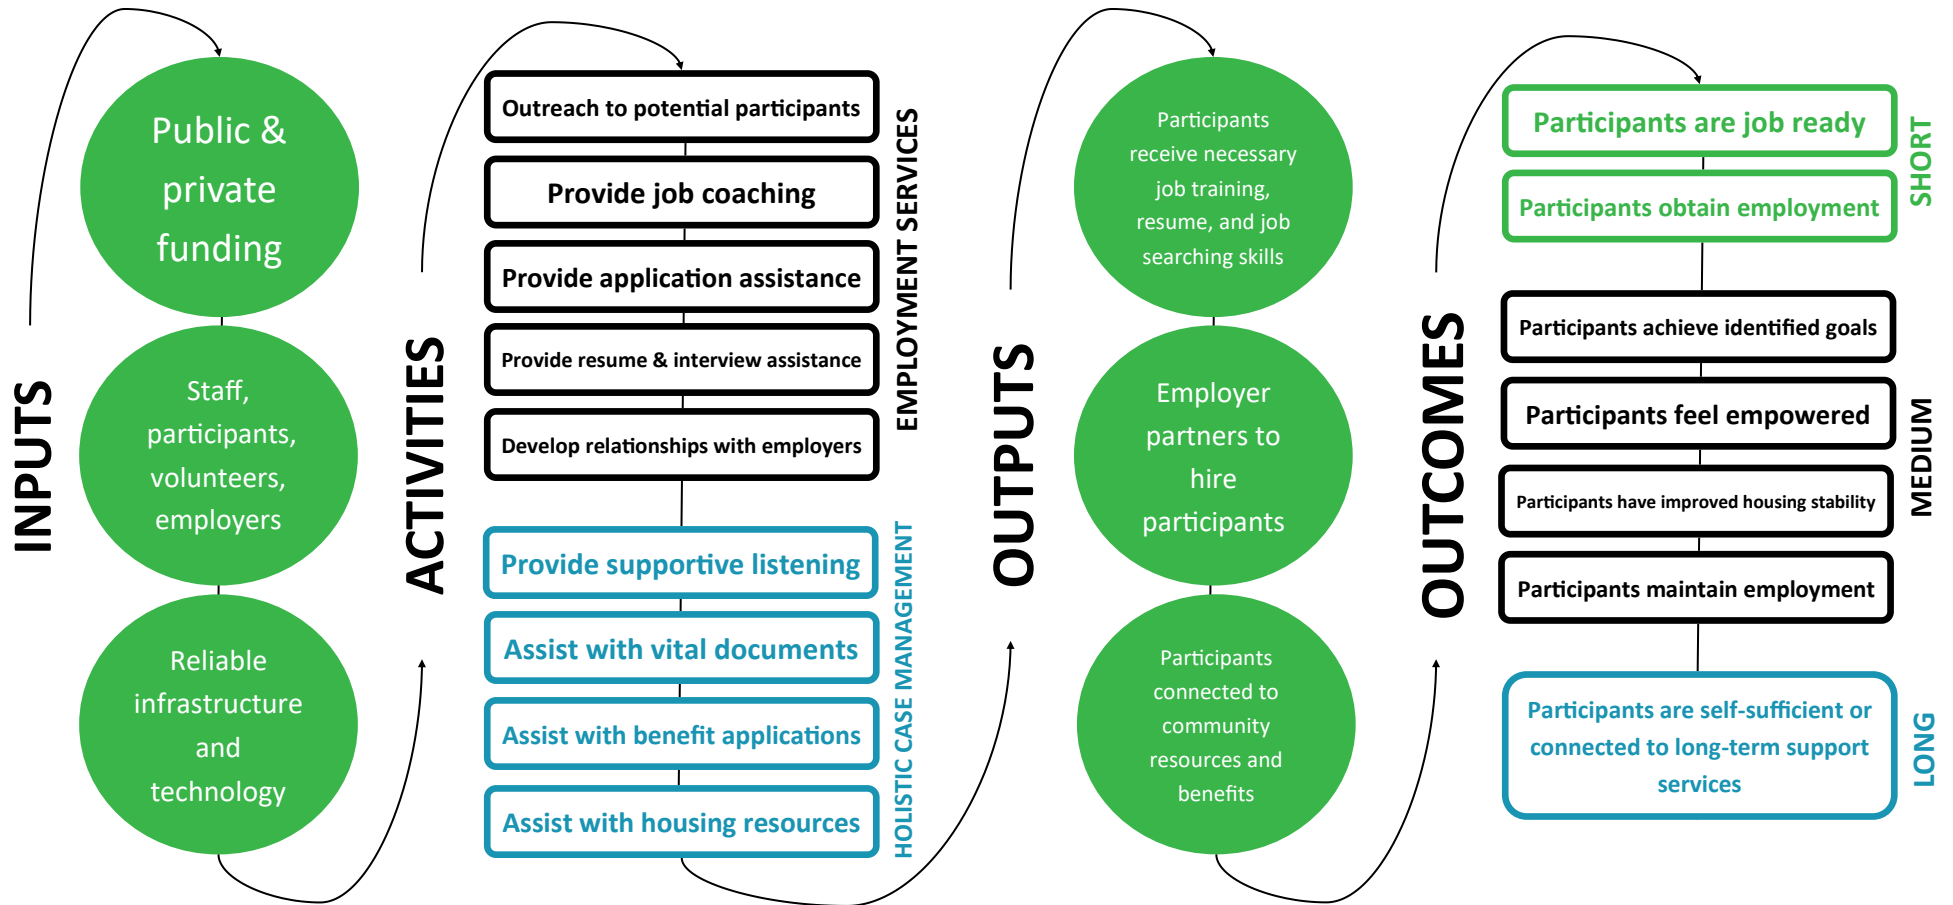 INPUTS
Public &
private
funding
Staff,
participants,
volunteers,
employers
Reliable
infrastructure
and
technology
ACTIVITIES
Outreach to potential participants
Provide job coaching
Provide application assistance
Provide resume & interview assistance
Develop relationships with employers
EMPLOYMENT SERVICES
Provide supportive listening
Assist with vital documents
Assist with benefit applications
Assist with housing resources
HOLISTIC CASE MANAGEMENT
OUTPUTS
Participants
receive necessary
job training,
resume, and job
searching skills
Employer
partners to
hire
participants
Participants
connected to
community
resources and
benefits
OUTCOMES
Participants are job ready
Participants obtain employment
SHORT
Participants achieve identified goals
Participants feel empowered
Participants have improved housing stability
Participants maintain employment
MEDIUM
Participants are self-sufficient or
connected to long-term support
services
LONG